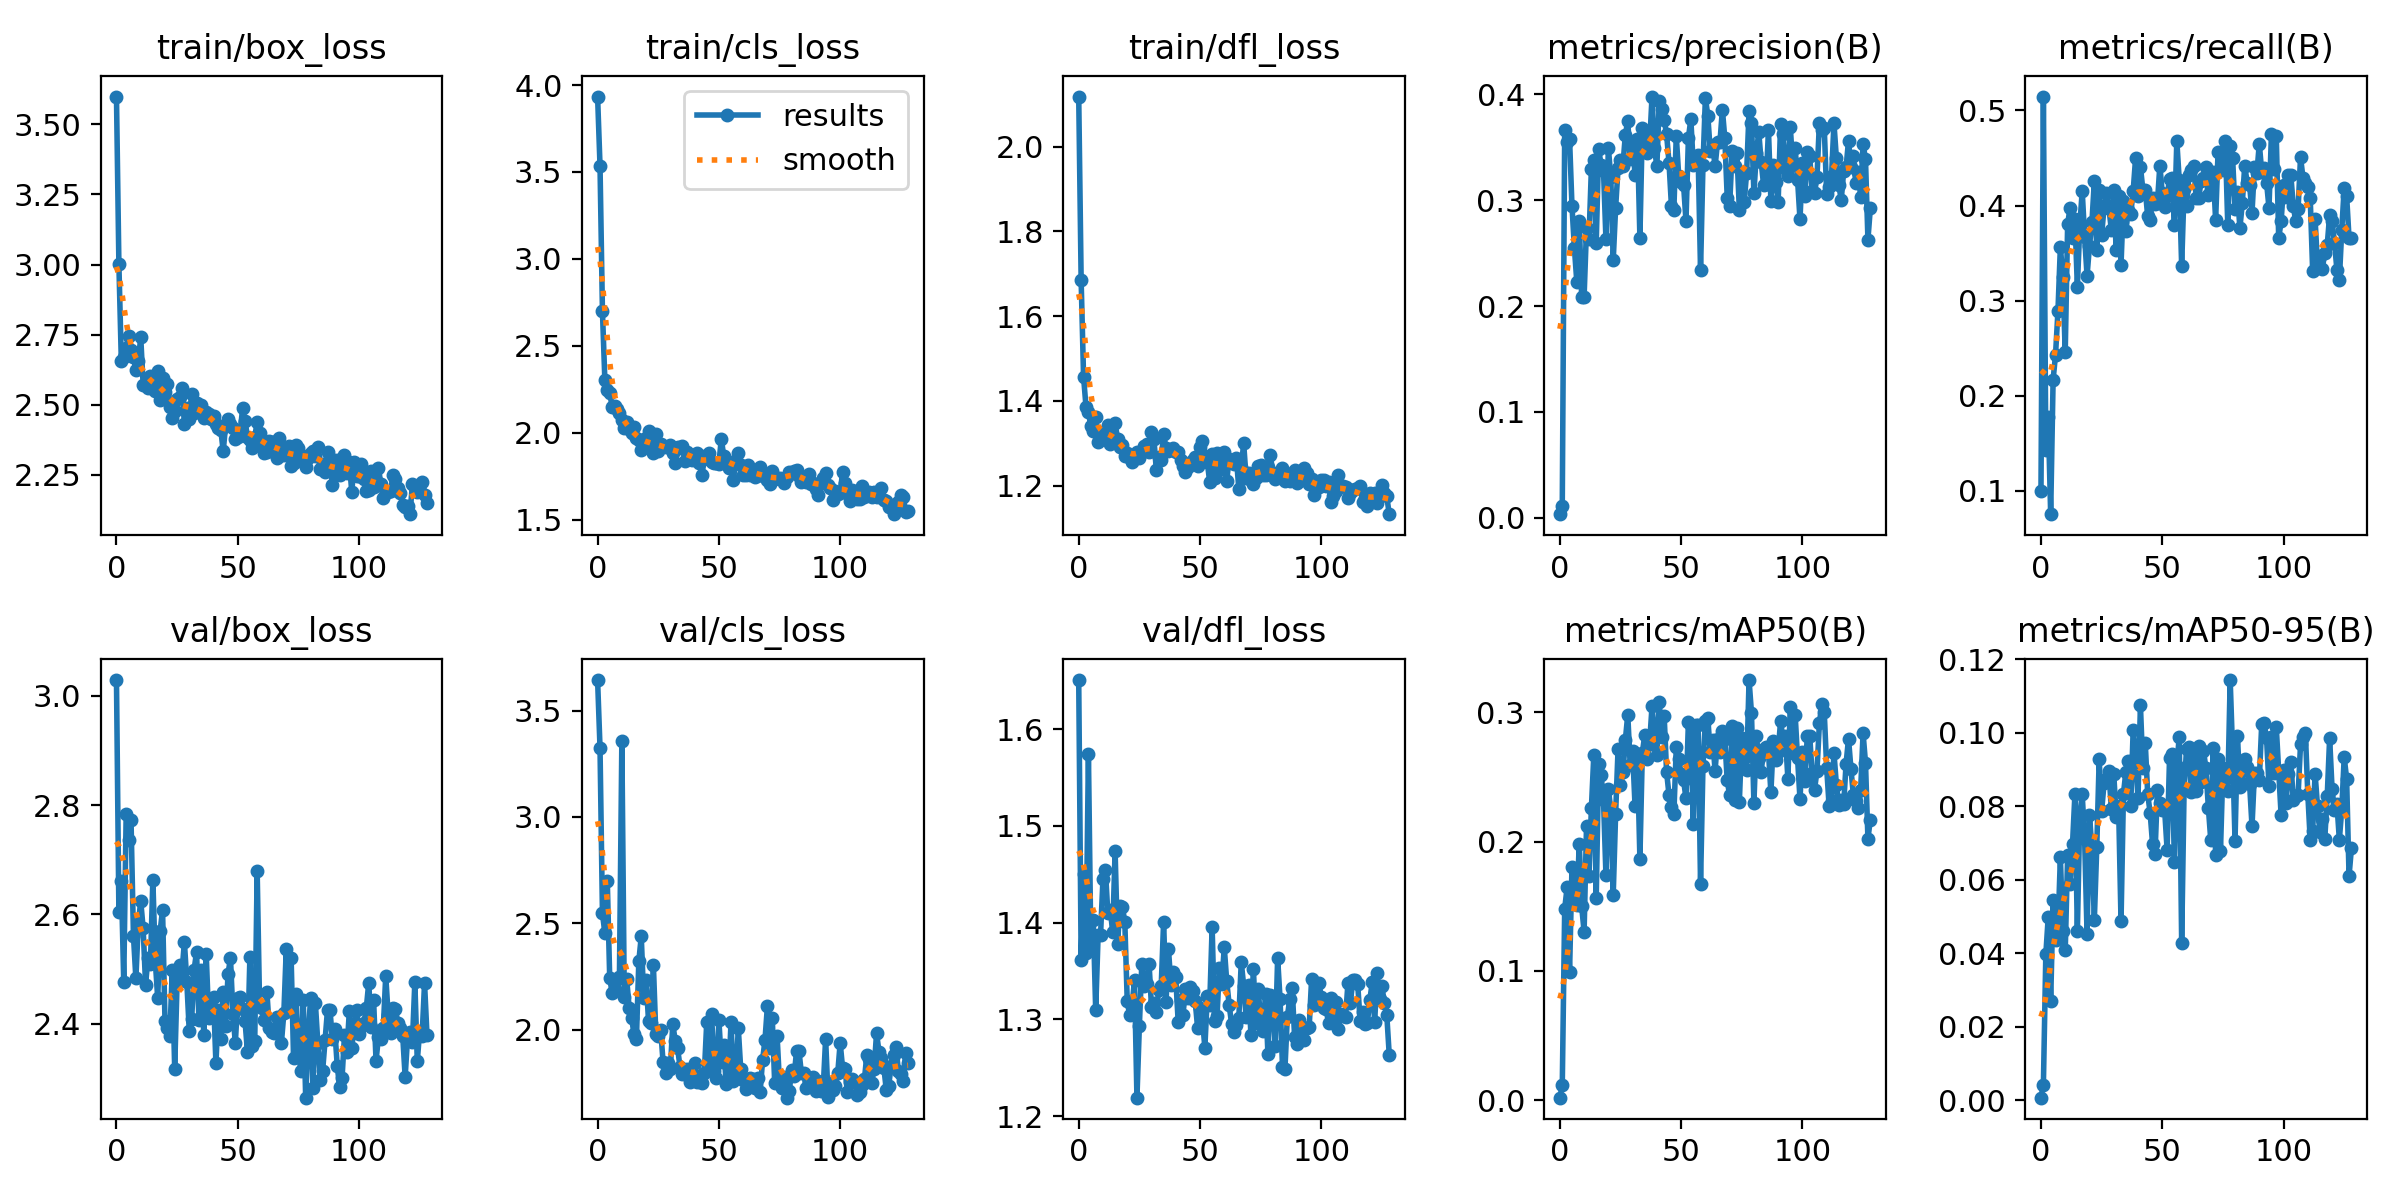 train/box_loss
train/cls_loss
train/dfl_loss
metrics/precision(B)
metrics/recall(B)
results
smooth
3.50
3.25
3.00
2.75
2.50
2.25
0 50 100
4.0
3.5
3.0
2.5
2.0
1.5
0 50 100
2.0
1.8
1.6
1.4
1.2
0 50 100
0.4
0.3
0.2
0.1
0.0
0 50 100
0.5
0.4
0.3
0.2
0.1
0 50 100
val/box_loss
val/cls_loss
val/dfl_loss
metrics/mAP50(B)
metrics/mAP50-95(B)
3.0
2.8
2.6
2.4
0 50 100
3.5
3.0
2.5
2.0
0 50 100
1.6
1.5
1.4
1.3
1.2
0 50 100
0.3
0.2
0.1
0.0
0 50 100
0.12
0.10
0.08
0.06
0.04
0.02
0.00
0 50 100